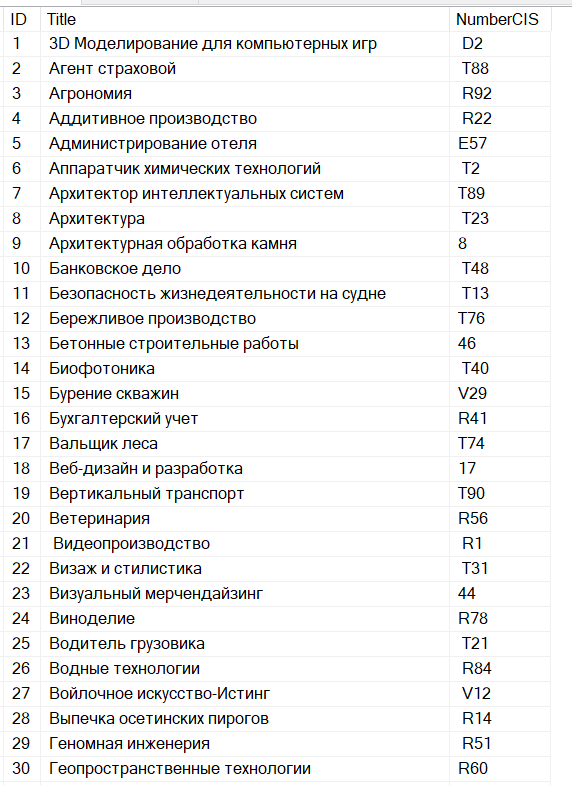 ID Title NumberCIS
1 3D Моделирование для компьютерных игр D2
2 Агент страховой T88
3 Агрономия R92
4 Аддитивное производство R22
5 Администрирование отеля E57
6 Аппаратчик химических технологий T2
7 Архитектор интеллектуальных систем T89
8 Архитектура T23
9 Архитектурная обработка камня 8
10 Банковское дело T48
11 Безопасность жизнедеятельности на судне T13
12 Бережливое производство T76
13 Бетонные строительные работы 46
14 Биофотоника T40
15 Бурение скважин V29
16 Бухгалтерский учет R41
17 Вальщик леса T74
18 Веб-дизайн и разработка 17
19 Вертикальный транспорт T90
20 Ветеринария R56
21 Видеопроизводство R1
22 Визаж и стилистика T31
23 Визуальный мерчендайзинг 44
24 Виноделие R78
25 Водитель грузовика T21
26 Водные технологии R84
27 Войлочное искусство-Истинг V12
28 Выпечка осетинских пирогов R14
29 Геномная инженерия R51
30 Геопространственные технологии R60